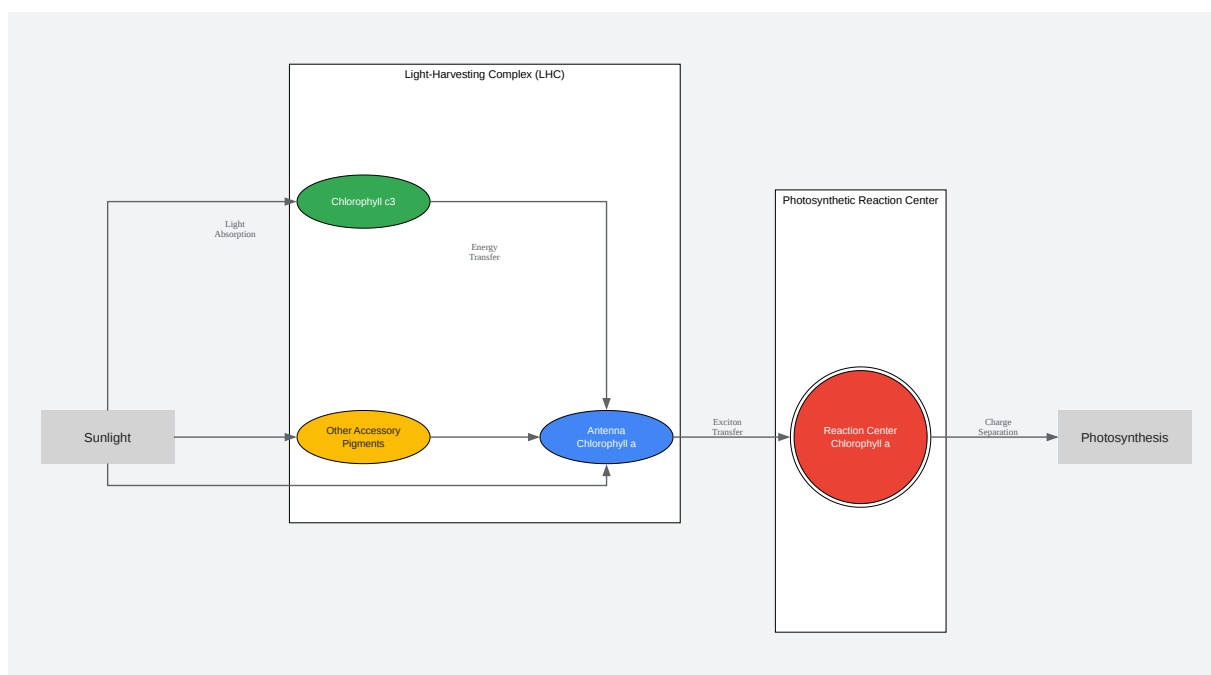 Light-Harvesting Complex (LHC)
Chlorophyll c3
Light
Absorption
Energy
Transfer
Photosynthetic Reaction Center
Sunlight
Other Accessory
Pigments
Antenna
Chlorophyll a
Exciton
Transfer
Reaction Center
Chlorophyll a
Charge
Separation
Photosynthesis